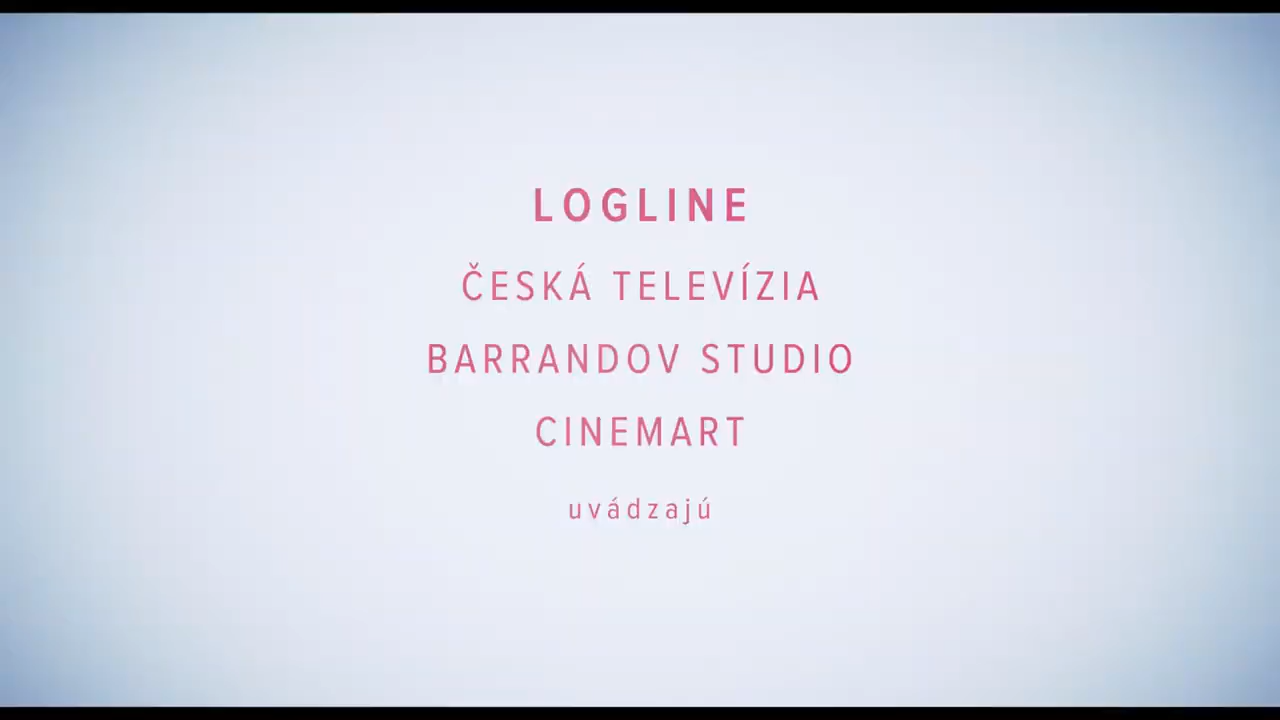 LOGLINE
ČESKÁ TELEVÍZIA
BARRANDOV STUDIO
CINEMART
uvádzajú